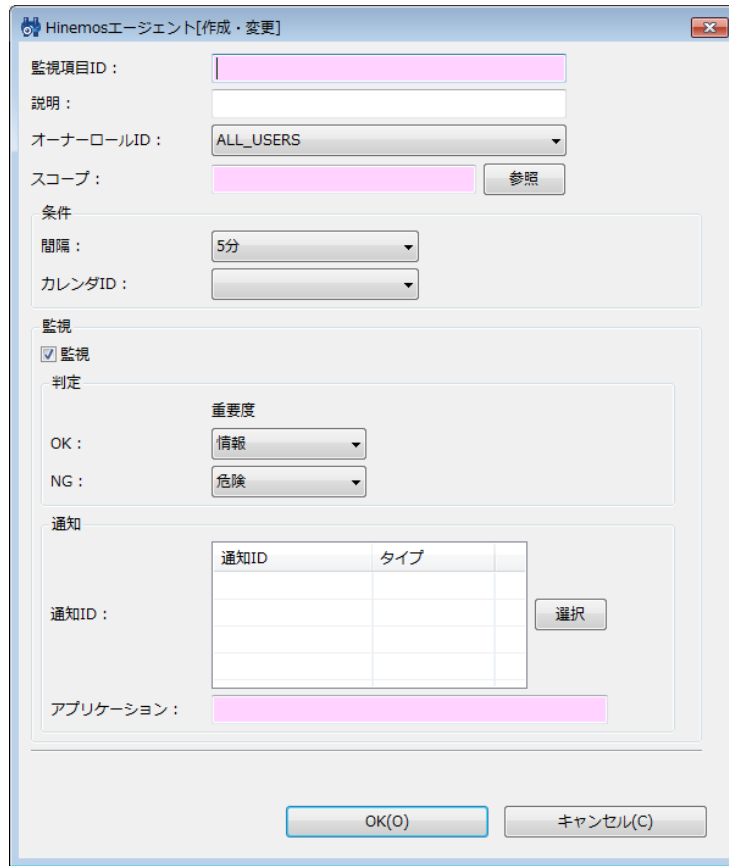 Hinemosエージェント[作成・変更]
監視項目ID：
説明：
オーナーロールID： ALL_USERS
スコープ： 参照
条件
間隔： 5分
カレンダID：
監視
監視
判定
重要度
OK： 情報
NG： 危険
通知
通知ID タイプ
通知ID： 選択
アプリケーション：
OK(O) キャンセル(C)